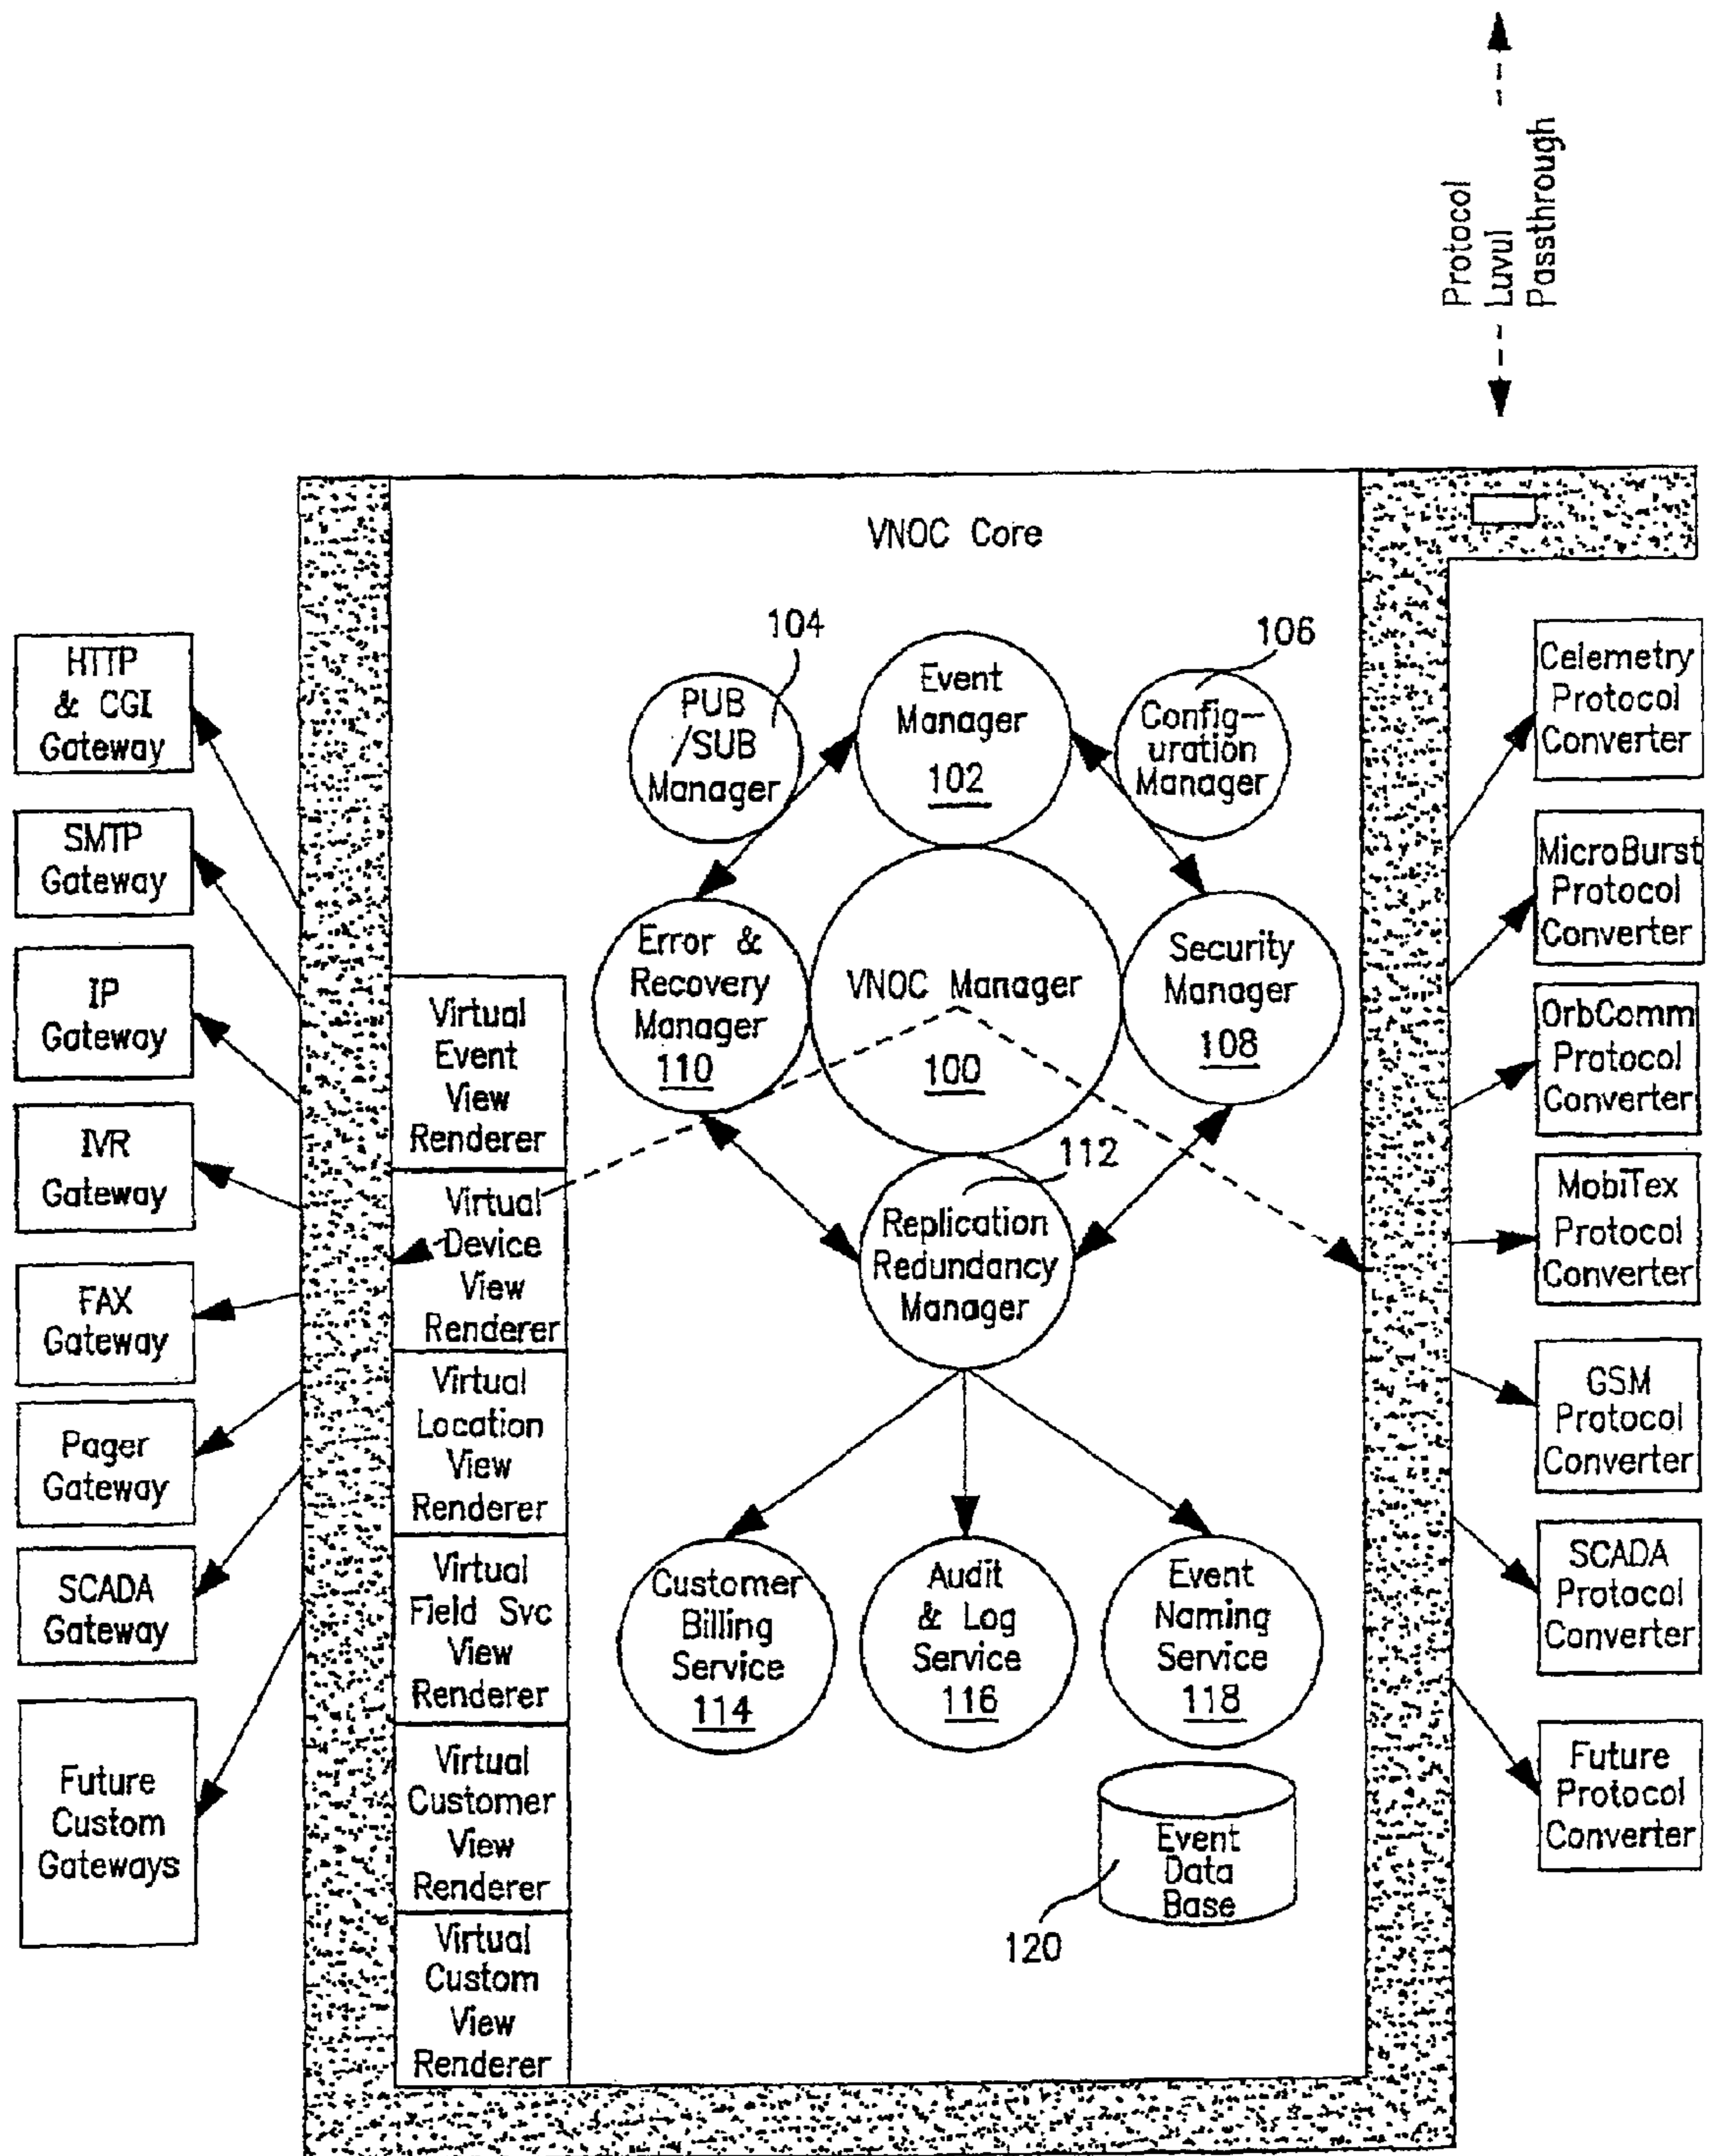 Protocol
Luvul
Passthrough
VNOC Core
HTTP
& CGI
Gateway
SMTP
Gateway
IP
Gateway
IVR
Gateway
FAX
Gateway
Pager
Gateway
SCADA
Gateway
Future
Custom
Gateways
Virtual
Event
View
Renderer
Virtual
Device
View
Renderer
Virtual
Location
View
Renderer
Virtual
Field Svc
View
Renderer
Virtual
Customer
View
Renderer
Virtual
Custom
View
Renderer
104
PUB
/SUB
Manager
Event
Manager
102
106
Config-
uration
Manager
Error &
Recovery
Manager
110
VNOC Manager
100
Security
Manager
108
112
Replication
Redundancy
Manager
Customer
Billing
Service
114
Audit
& Log
Service
116
Event
Naming
Service
118
Event
Data
Base
120
Celemetry
Protocol
Converter
MicroBurst
Protocol
Converter
OrbComm
Protocol
Converter
MobiTex
Protocol
Converter
GSM
Protocol
Converter
SCADA
Protocol
Converter
Future
Protocol
Converter